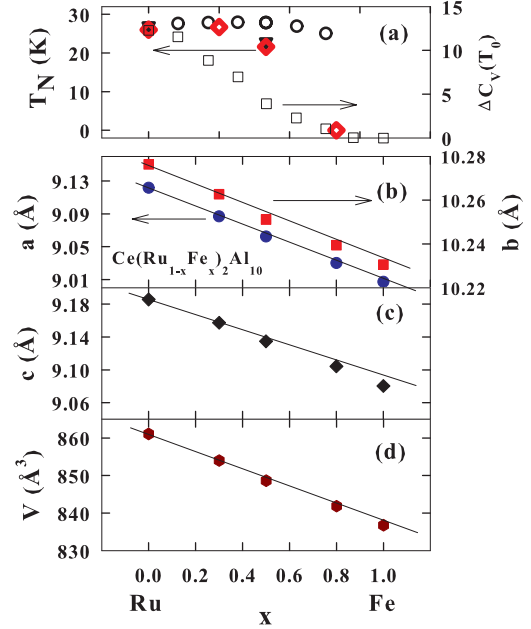 30
20
10
0
T_N (K)
(a)
15
10
5
0
ΔC_V(T_0)
9.13
9.09
9.05
9.01
a (Å)
(b)
10.28
10.26
10.24
10.22
b (Å)
Ce(Ru_{1-x}Fe_x)_2Al_{10}
9.18
9.14
9.10
9.06
c (Å)
(c)
860
850
840
830
V (Å^3)
(d)
0.0 0.2 0.4 0.6 0.8 1.0
Ru x Fe